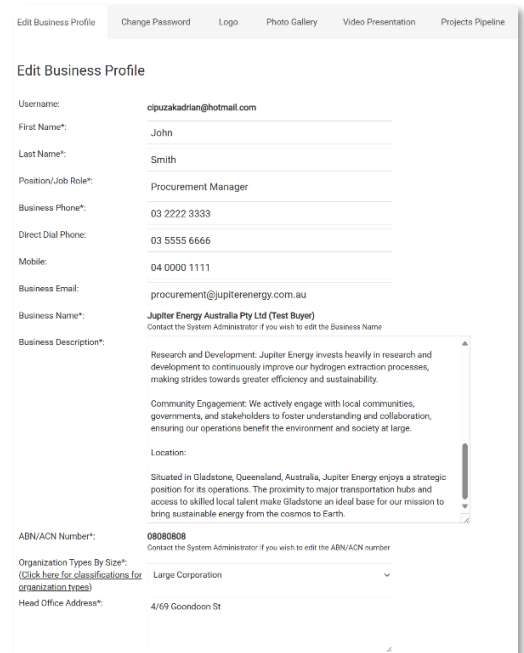 Edit Business Profile Change Password Logo Photo Gallery Video Presentation Projects Pipeline
Edit Business Profile
Username: cipuzakadrian@hotmail.com
First Name*: John
Last Name*: Smith
Position/Job Role*: Procurement Manager
Business Phone*: 03 2222 3333
Direct Dial Phone: 03 5555 6666
Mobile: 04 0000 1111
Business Email: procurement@jupiterenergy.com.au
Business Name*: Jupiter Energy Australia Pty Ltd (Test Buyer)
Contact the System Administrator if you wish to edit the Business Name
Business Description*:
Research and Development: Jupiter Energy invests heavily in research and
development to continuously improve our hydrogen extraction processes,
making strides towards greater efficiency and sustainability.
Community Engagement: We actively engage with local communities,
governments, and stakeholders to foster understanding and collaboration,
ensuring our operations benefit the environment and society at large.
Location:
Situated in Gladstone, Queensland, Australia, Jupiter Energy enjoys a strategic
position for its operations. The proximity to major transportation hubs and
access to skilled local talent make Gladstone an ideal base for our mission to
bring sustainable energy from the cosmos to Earth.
ABN/ACN Number*: 08080808
Contact the System Administrator if you wish to edit the ABN/ACN number
Organization Types By Size*:
(Click here for classifications for
organization types)
Large Corporation
Head Office Address*: 4/69 Goondoon St